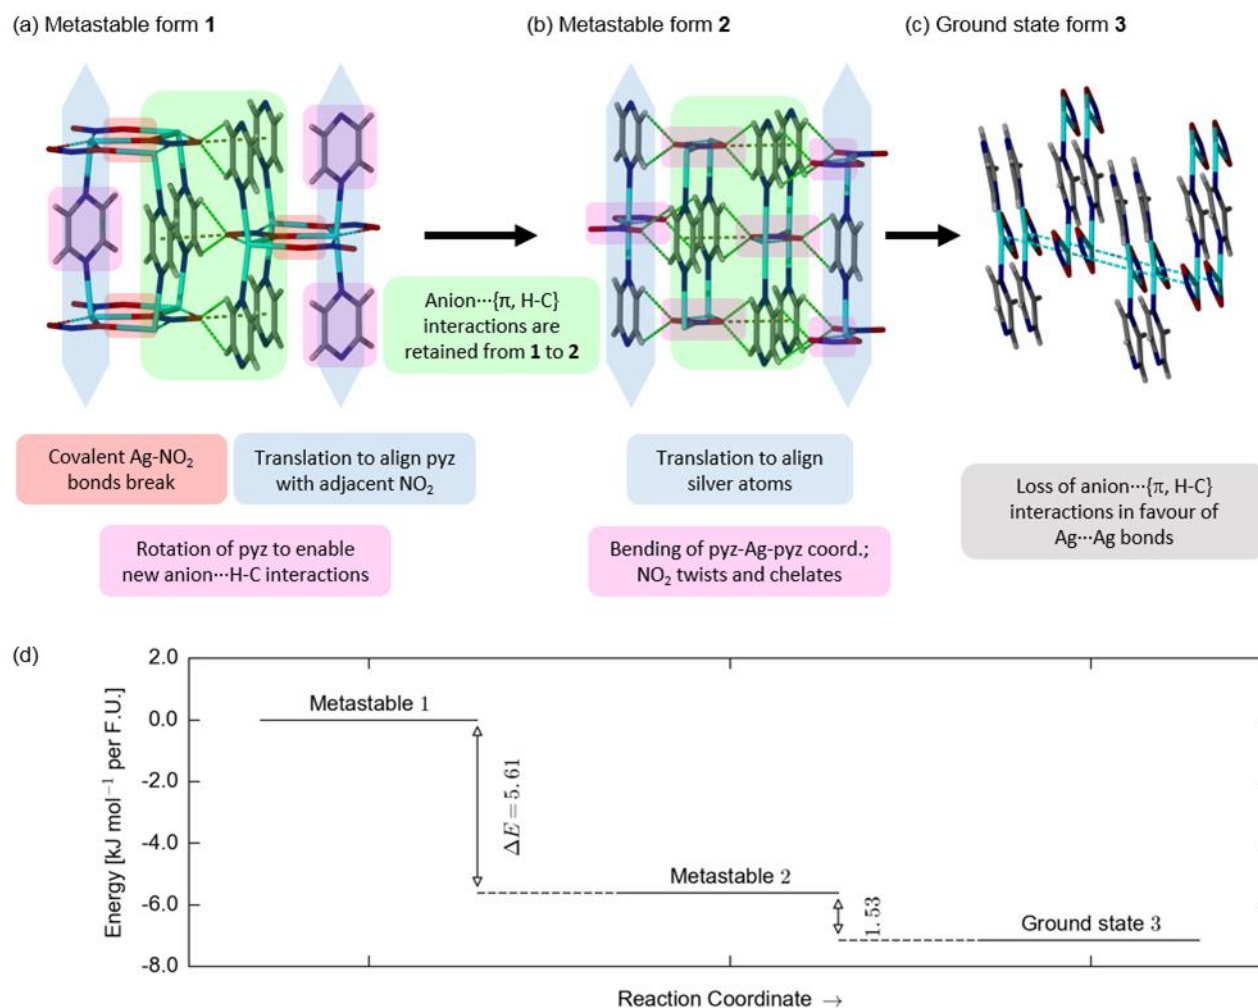 (a) Metastable form 1
(b) Metastable form 2
(c) Ground state form 3
Anion···{π, H-C}
interactions are
retained from 1 to 2
Covalent Ag-NO₂
bonds break
Translation to align pyz
with adjacent NO₂
Rotation of pyz to enable
new anion···H-C interactions
Translation to align
silver atoms
Bending of pyz-Ag-pyz coord.;
NO₂ twists and chelates
Loss of anion···{π, H-C}
interactions in favour of
Ag···Ag bonds
(d)
Energy [kJ mol⁻¹ per F.U.]
2.0
0.0
-2.0
-4.0
-6.0
-8.0
Metastable 1
ΔE = 5.61
Metastable 2
1.53
Ground state 3
Reaction Coordinate →